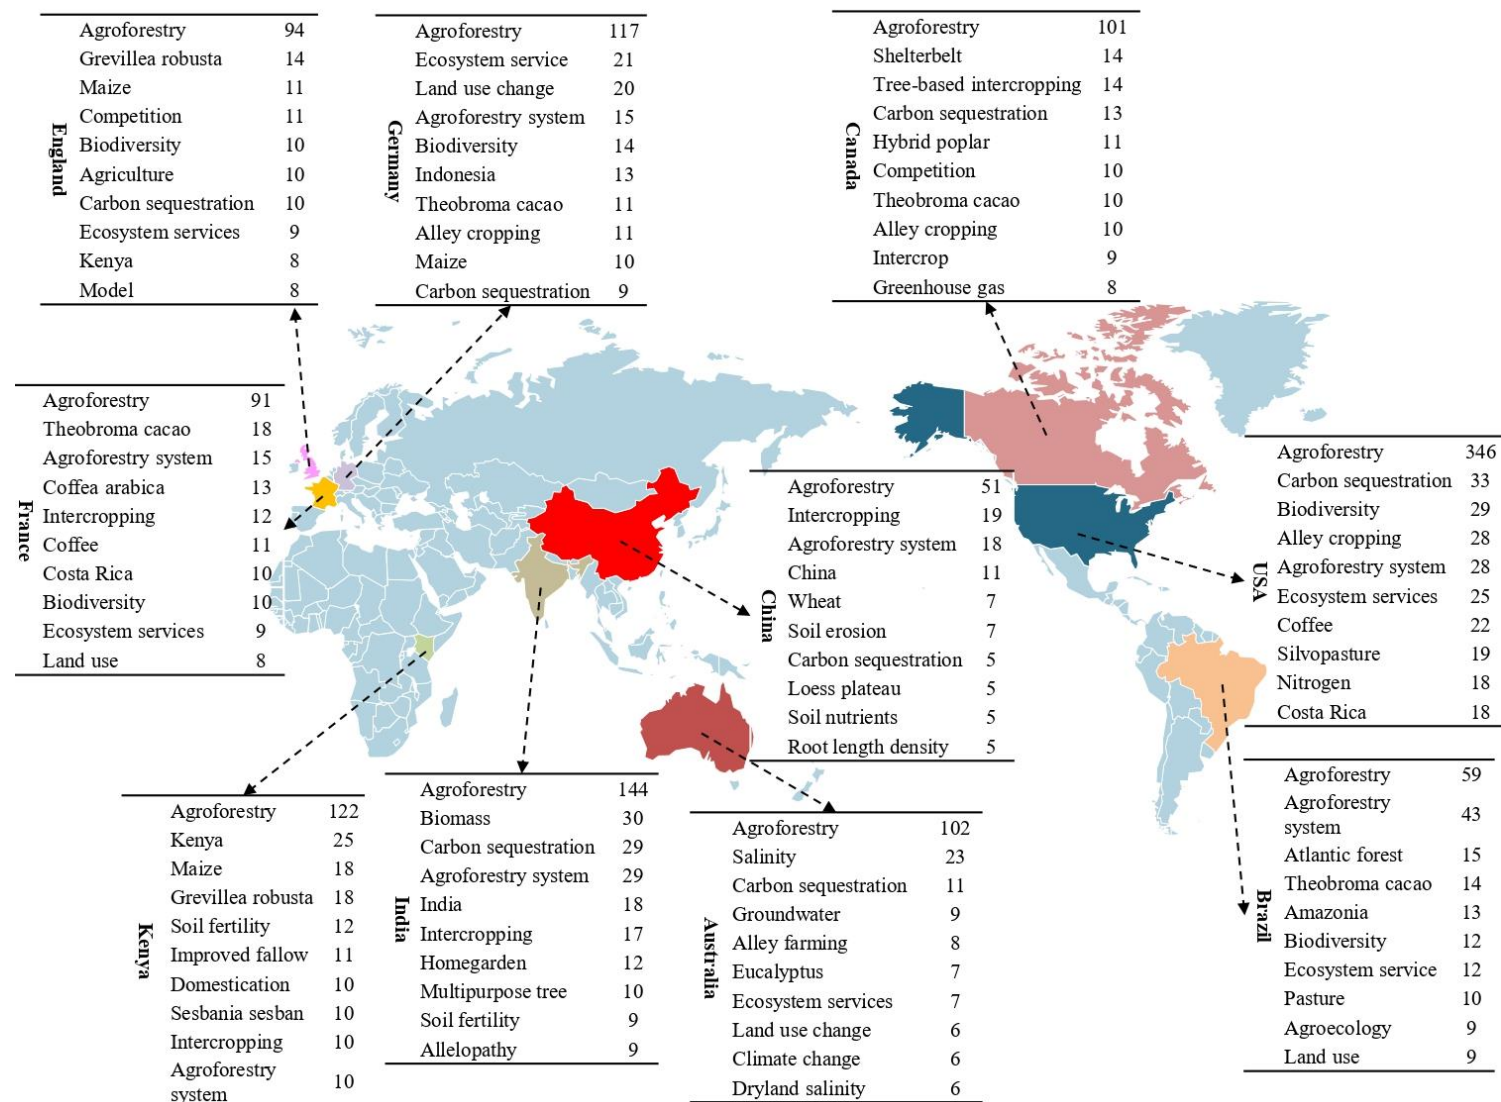 England
Agroforestry 94
Grevillea robusta 14
Maize 11
Competition 11
Biodiversity 10
Agriculture 10
Carbon sequestration 10
Ecosystem services 9
Kenya 8
Model 8
Germany
Agroforestry 117
Ecosystem service 21
Land use change 20
Agroforestry system 15
Biodiversity 14
Indonesia 13
Theobroma cacao 11
Alley cropping 11
Maize 10
Carbon sequestration 9
Canada
Agroforestry 101
Shelterbelt 14
Tree-based intercropping 14
Carbon sequestration 13
Hybrid poplar 11
Competition 10
Theobroma cacao 10
Alley cropping 10
Intercrop 9
Greenhouse gas 8
France
Agroforestry 91
Theobroma cacao 18
Agroforestry system 15
Coffea arabica 13
Intercropping 12
Coffee 11
Costa Rica 10
Biodiversity 10
Ecosystem services 9
Land use 8
China
Agroforestry 51
Intercropping 19
Agroforestry system 18
China 11
Wheat 7
Soil erosion 7
Carbon sequestration 5
Loess plateau 5
Soil nutrients 5
Root length density 5
USA
Agroforestry 346
Carbon sequestration 33
Biodiversity 29
Alley cropping 28
Agroforestry system 28
Ecosystem services 25
Coffee 22
Silvopasture 19
Nitrogen 18
Costa Rica 18
Kenya
Agroforestry 122
Kenya 25
Maize 18
Grevillea robusta 18
Soil fertility 12
Improved fallow 11
Domestication 10
Sesbania sesban 10
Intercropping 10
Agroforestry
system 10
India
Agroforestry 144
Biomass 30
Carbon sequestration 29
Agroforestry system 29
India 18
Intercropping 17
Homegarden 12
Multipurpose tree 10
Soil fertility 9
Allelopathy 9
Australia
Agroforestry 102
Salinity 23
Carbon sequestration 11
Groundwater 9
Alley farming 8
Eucalyptus 7
Ecosystem services 7
Land use change 6
Climate change 6
Dryland salinity 6
Brazil
Agroforestry 59
Agroforestry
system 43
Atlantic forest 15
Theobroma cacao 14
Amazonia 13
Biodiversity 12
Ecosystem service 12
Pasture 10
Agroecology 9
Land use 9